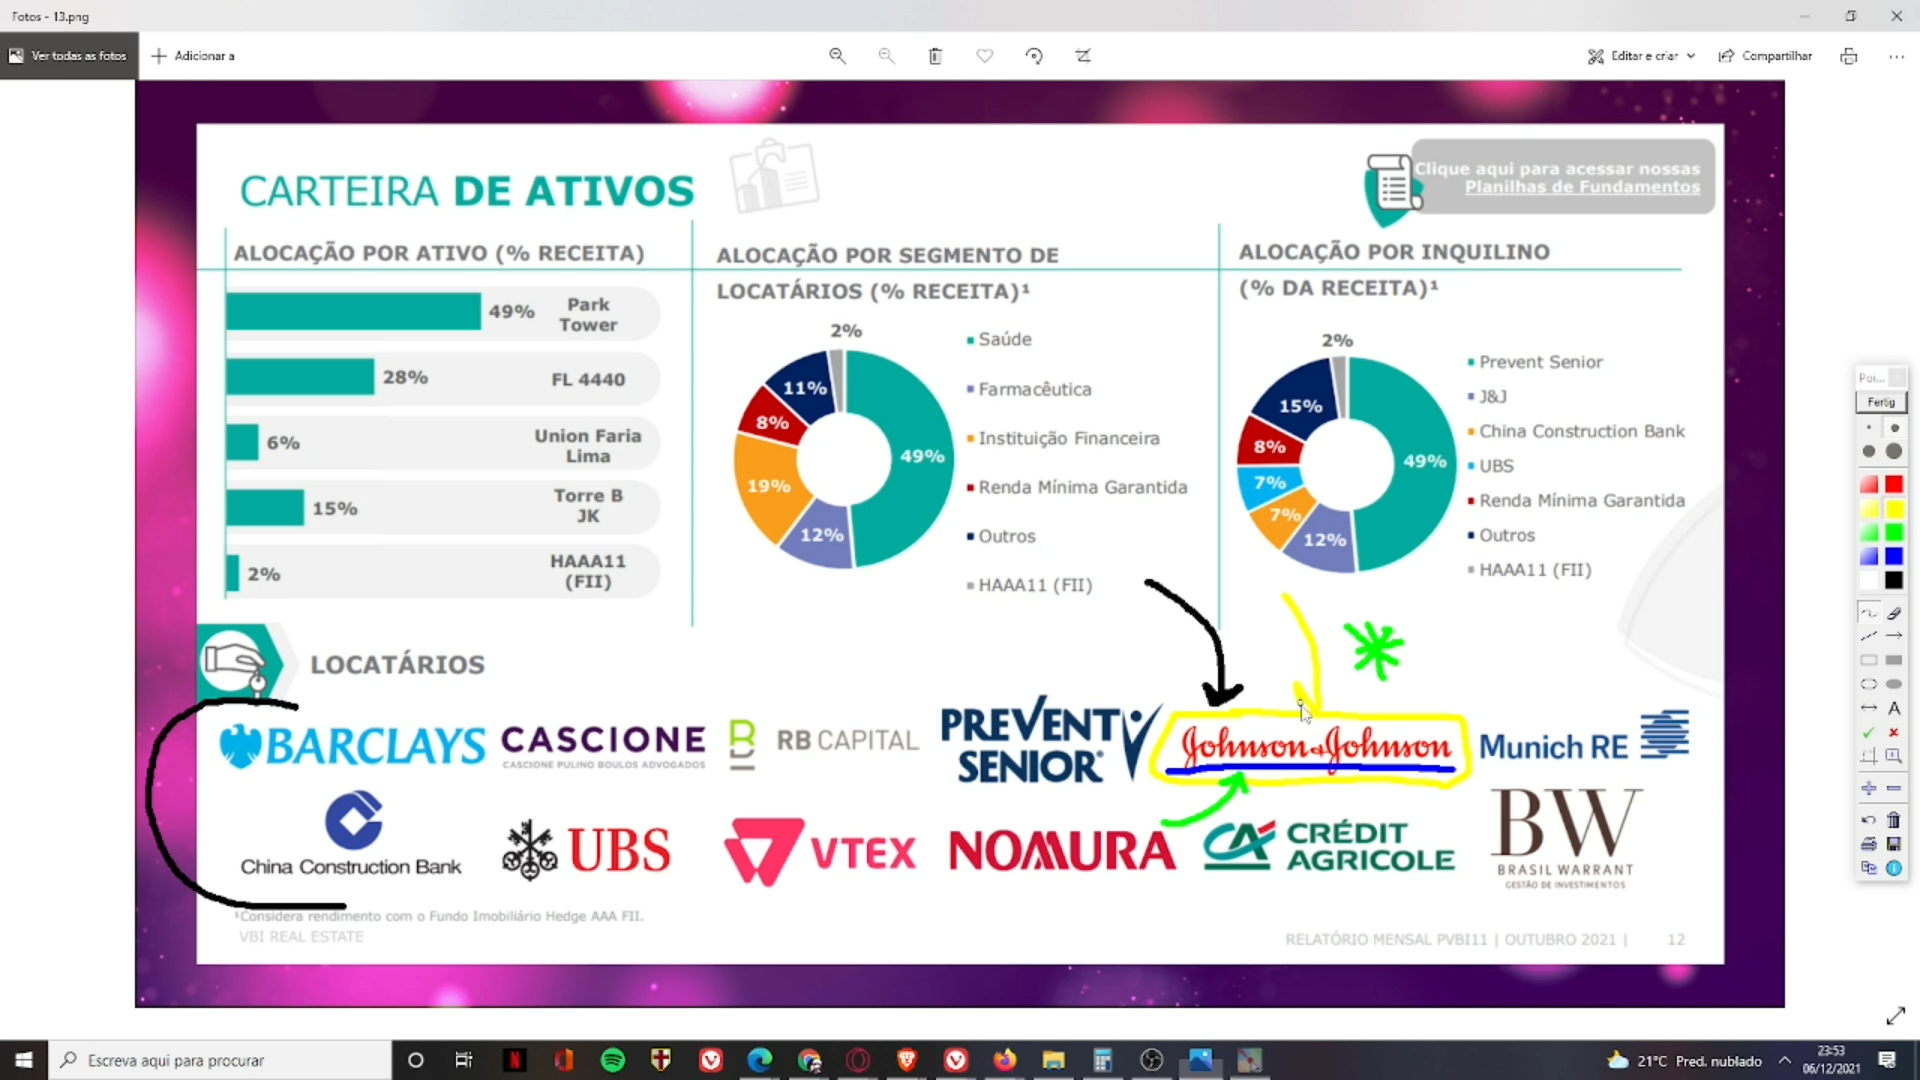 Fotos - 13.png
Ver todas as fotos
Adicionar a
Editar e criar
Compartilhar
CARTEIRA DE ATIVOS
Clique aqui para acessar nossas
Planilhas de Fundamentos
ALOCAÇÃO POR ATIVO (% RECEITA)
49% Park
Tower
28% FL 4440
6% Union Faria
Lima
15% Torre B
JK
2% HAAA11
(FII)
ALOCAÇÃO POR SEGMENTO DE
LOCATÁRIOS (% RECEITA)¹
2%
11%
8%
49%
19%
12%
Saúde
Farmacêutica
Instituição Financeira
Renda Mínima Garantida
Outros
HAAA11 (FII)
ALOCAÇÃO POR INQUILINO
(% DA RECEITA)¹
2%
15%
8%
49%
7%
7%
12%
Prevent Senior
J&J
China Construction Bank
UBS
Renda Mínima Garantida
Outros
HAAA11 (FII)
Poi...
Fertig
A
LOCATÁRIOS
BARCLAYS
CASCIONE
CASCIONE PULINO BOULOS ADVOGADOS
RB CAPITAL
PREVENT
SENIOR®
Johnson&Johnson
Munich RE
China Construction Bank
UBS
VTEX
NOMURA
CA CRÉDIT
AGRICOLE
BW
BRASIL WARRANT
GESTÃO DE INVESTIMENTOS
¹Considera rendimento com o Fundo Imobiliário Hedge AAA FII.
VBI REAL ESTATE
RELATÓRIO MENSAL PVBI11 | OUTUBRO 2021 | 12
Escreva aqui para procurar
21°C Pred. nublado
23:53
06/12/2021